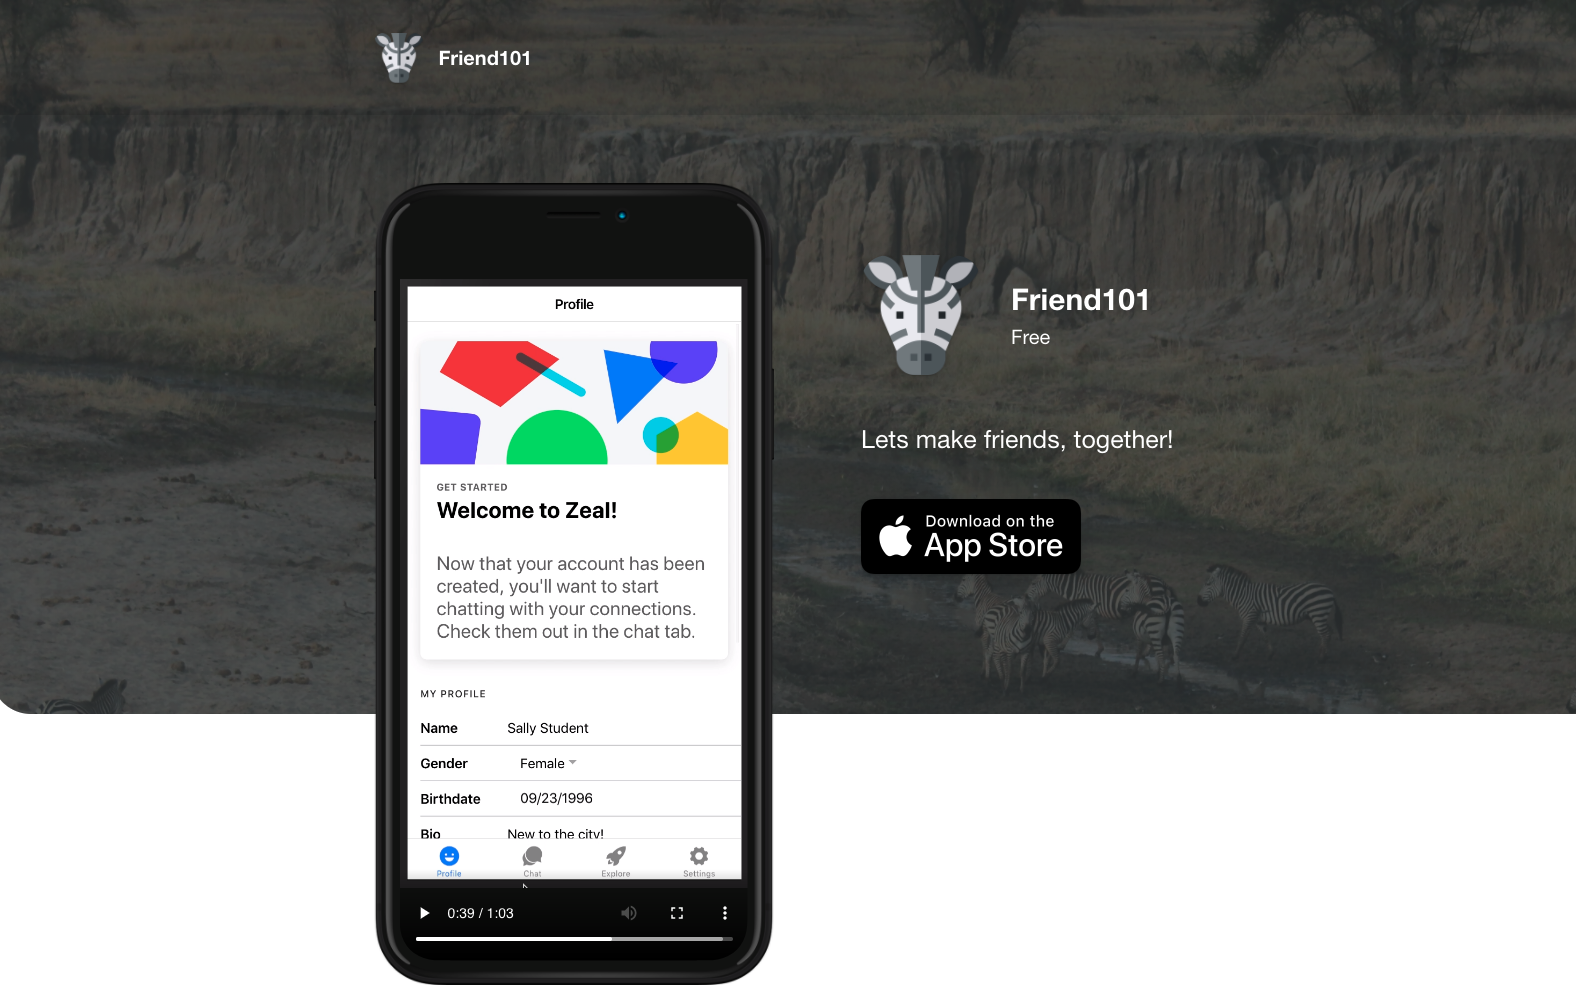 Friend101
Profile
GET STARTED
Welcome to Zeal!
Now that your account has been
created, you'll want to start
chatting with your connections.
Check them out in the chat tab.
MY PROFILE
Name Sally Student
Gender Female
Birthdate 09/23/1996
Bio New to the city!
Profile Chat Explore Settings
0:39 / 1:03
Friend101
Free
Lets make friends, together!
Download on the
App Store